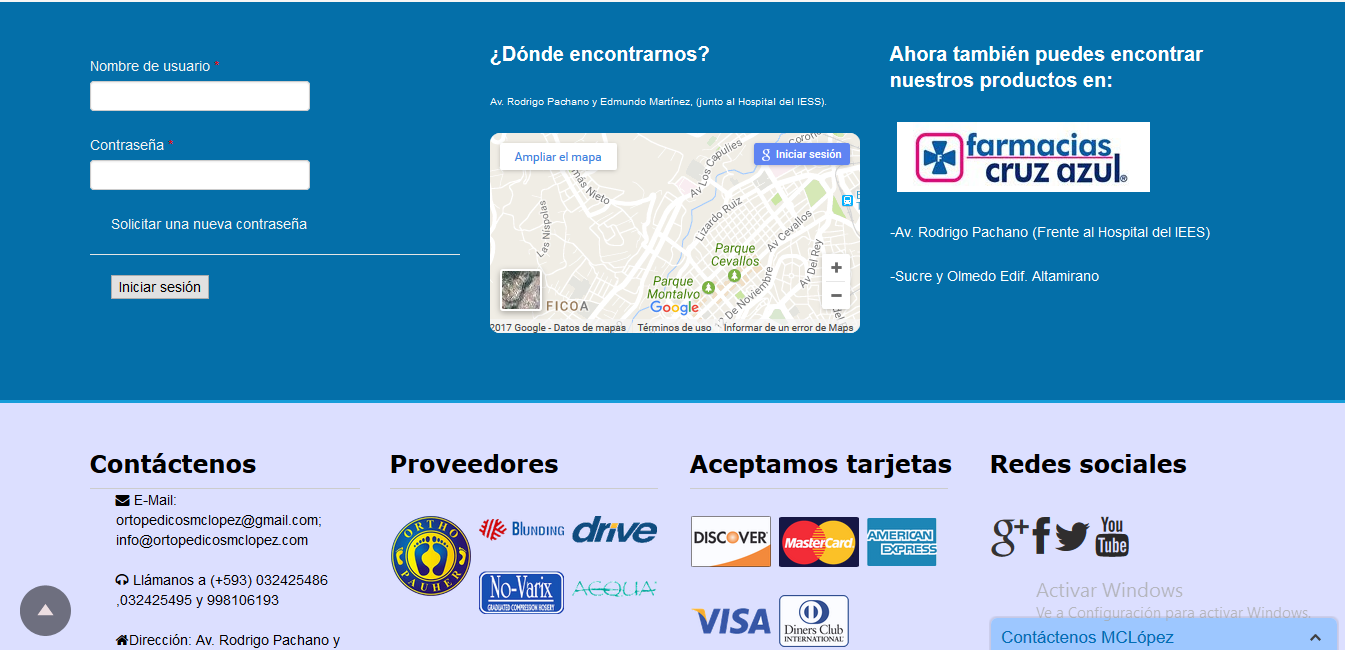 Nombre de usuario *
Contraseña *
Solicitar una nueva contraseña
Iniciar sesión
¿Dónde encontrarnos?
Av. Rodrigo Pachano y Edmundo Martínez, (junto al Hospital del IESS).
Ampliar el mapa
Iniciar sesión
Av Los Capulíes
más Nieto
Las Níspolas
Lizardo Ruiz
Av Cevallos
Parque
Cevallos
Av Del Rey
Parque
Montalvo
12 De Noviembre
FICOA
Google
2017 Google - Datos de mapas
Términos de uso
Informar de un error de Maps
Ahora también puedes encontrar
nuestros productos en:
F
farmacias
cruz azul®
-Av. Rodrigo Pachano (Frente al Hospital del IEES)
-Sucre y Olmedo Edif. Altamirano
Contáctenos
E-Mail:
ortopedicosmclopez@gmail.com;
info@ortopedicosmclopez.com
Llámanos a (+593) 032425486
,032425495 y 998106193
Dirección: Av. Rodrigo Pachano y
Proveedores
ORTHO
PAUHER
BLUNDING
drive
No-Varix
GRADUATED COMPRESSION HOSIERY
ACQUA
Aceptamos tarjetas
DISCOVER
MasterCard
AMERICAN
EXPRESS
VISA
Diners Club
INTERNATIONAL
Redes sociales
g+
f
You
Tube
Activar Windows
Ve a Configuración para activar Windows.
Contáctenos MCLópez